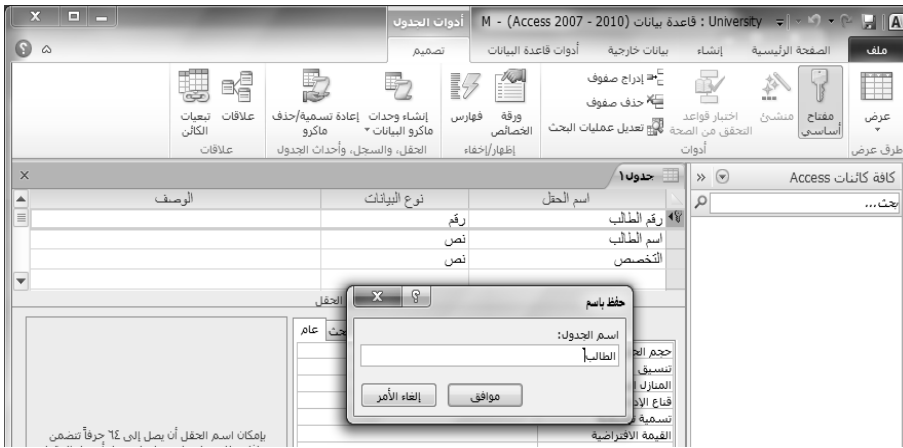 أدوات الجدول
University : قاعدة بيانات (Access 2007 - 2010) - M
ملف الصفحة الرئيسية إنشاء بيانات خارجية أدوات قاعدة البيانات تصميم
عرض
طرق عرض
مفتاح أساسي
منشئ
اختبار قواعد التحقق من الصحة
إدراج صفوف
حذف صفوف
تعديل عمليات البحث
أدوات
ورقة الخصائص
فهارس
إظهار/إخفاء
إنشاء وحدات ماكرو البيانات
إعادة تسمية/حذف ماكرو
الحقل، والسجل، وأحداث الجدول
علاقات
تبعيات الكائن
علاقات
كافة كائنات Access
بحث...
جدول١
اسم الحقل نوع البيانات الوصف
رقم الطالب رقم
اسم الطالب نص
التخصص نص
الحقل
عام
حفظ باسم
اسم الجدول:
الطالب
موافق إلغاء الأمر
تنسيق
المنازل
القيمة الافتراضية
بإمكان اسم الحقل أن يصل إلى ٦٤ حرفاً تتضمن